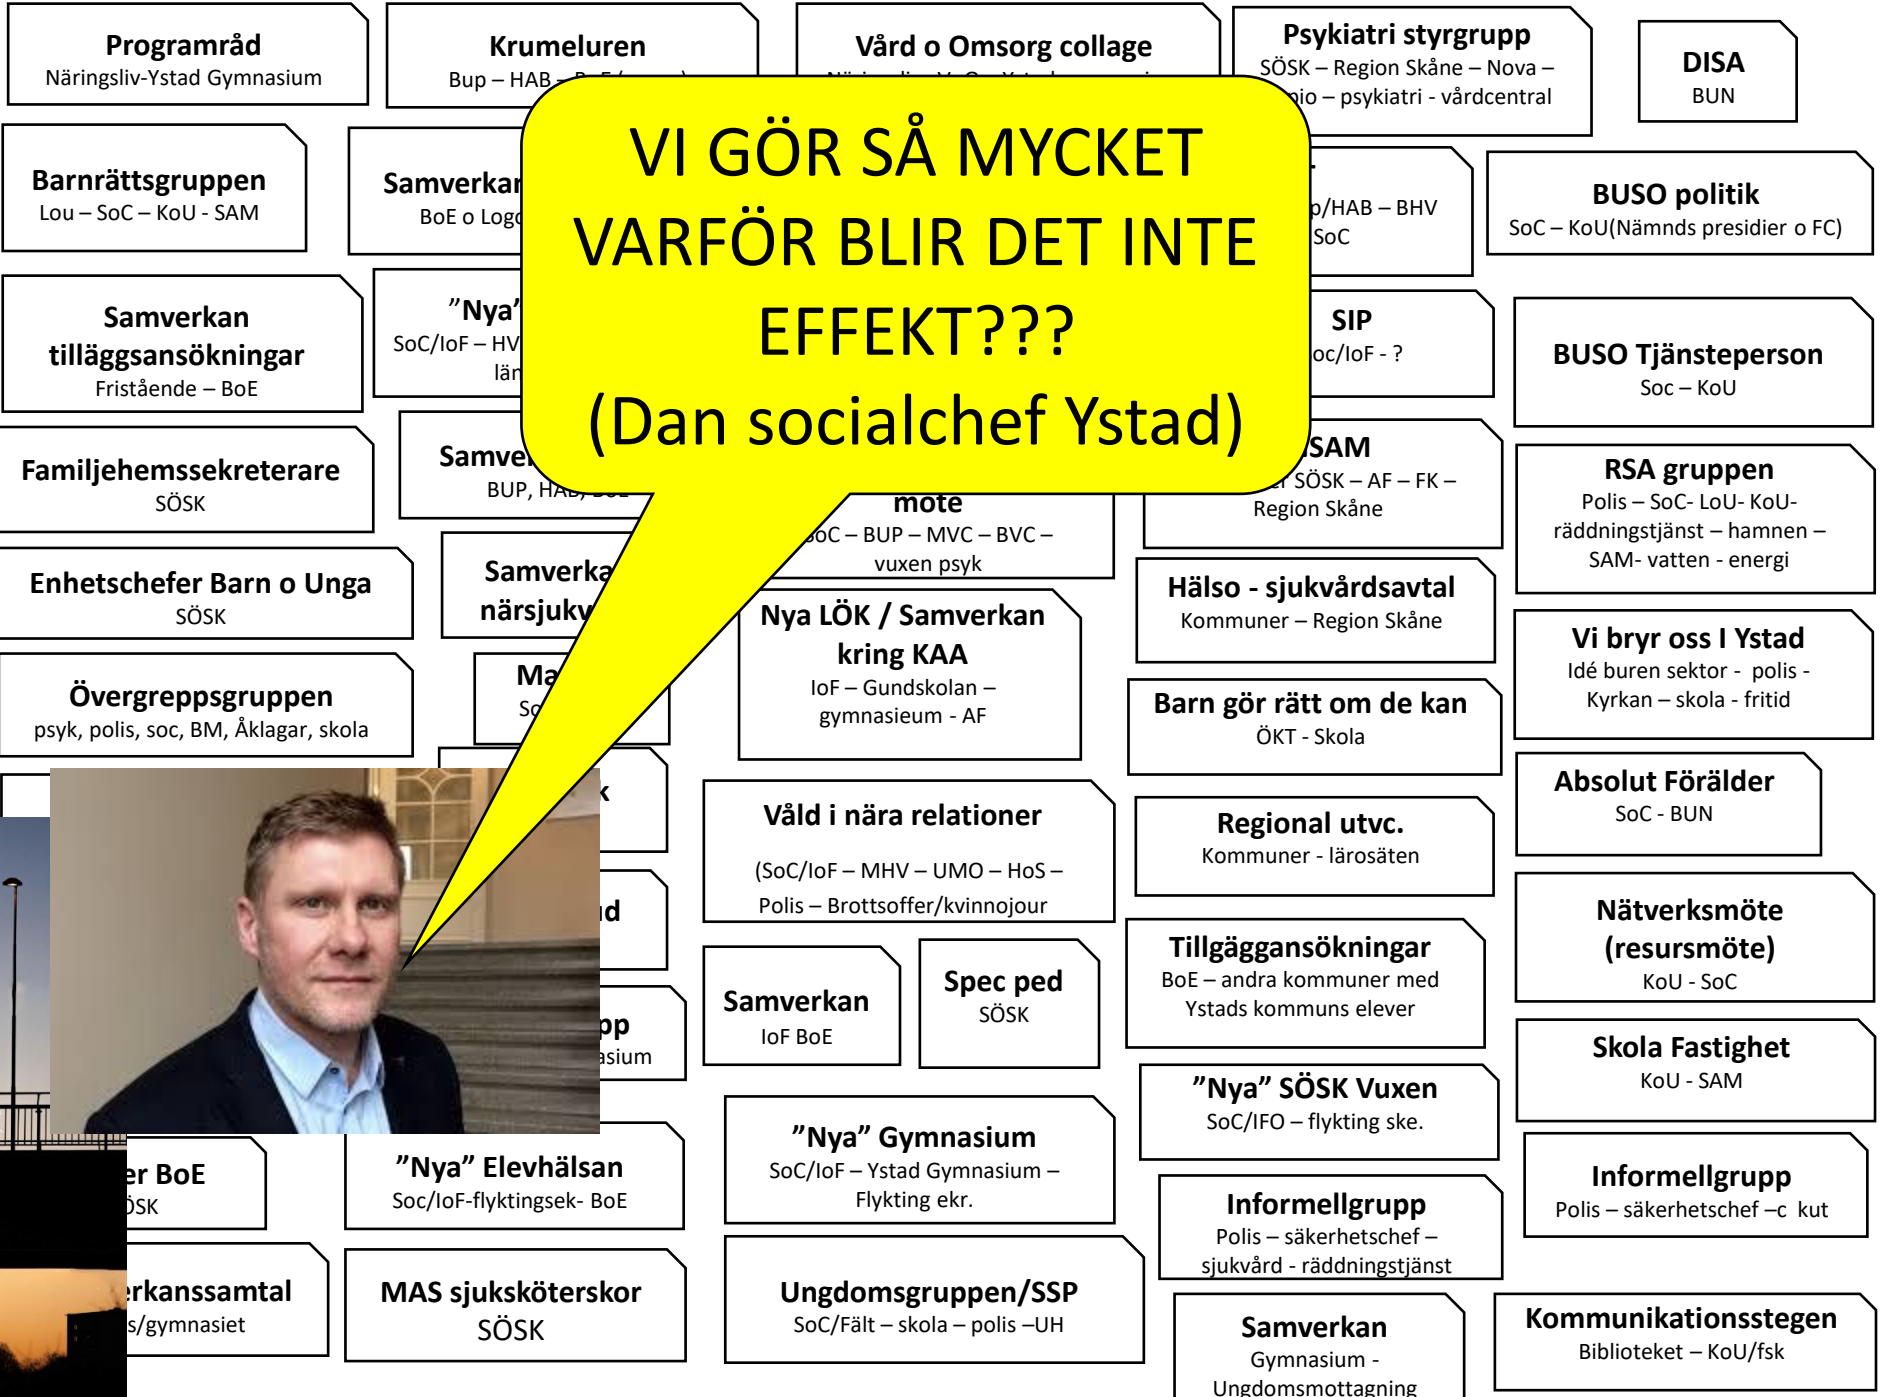 Programråd
Näringsliv-Ystad Gymnasium
Krumeluren
Bup – HAB –
Vård o Omsorg collage
Psykiatri styrgrupp
SÖSK – Region Skåne – Nova –
– psykiatri - vårdcentral
DISA
BUN
VI GÖR SÅ MYCKET
VARFÖR BLIR DET INTE
EFFEKT???
(Dan socialchef Ystad)
Barnrättsgruppen
Lou – SoC – KoU - SAM
BoE o
p/HAB – BHV
SoC
BUSO politik
SoC – KoU(Nämnds presidier o FC)
Samverkan
tilläggsansökningar
Fristående – BoE
”Nya”
SoC/IoF –
SIP
oc/IoF - ?
BUSO Tjänsteperson
Soc – KoU
Familjehemssekreterare
SÖSK
BUP, HAB,
möte
SoC – BUP – MVC – BVC –
vuxen psyk
SÖSK – AF – FK –
Region Skåne
RSA gruppen
Polis – SoC- LoU- KoU-
räddningstjänst – hamnen –
SAM- vatten - energi
Enhetschefer Barn o Unga
SÖSK
Nya LÖK / Samverkan
kring KAA
IoF – Gundskolan –
gymnasieum - AF
Hälso - sjukvårdsavtal
Kommuner – Region Skåne
Vi bryr oss I Ystad
Idé buren sektor - polis -
Kyrkan – skola - fritid
Övergreppsgruppen
psyk, polis, soc, BM, Åklagar, skola
Barn gör rätt om de kan
ÖKT - Skola
Absolut Förälder
SoC - BUN
k
Våld i nära relationer
(SoC/IoF – MHV – UMO – HoS –
Polis – Brottsoffer/kvinnojour
Regional utvc.
Kommuner - lärosäten
Nätverksmöte
(resursmöte)
KoU - SoC
Samverkan
IoF BoE
Spec ped
SÖSK
Tillgäggansökningar
BoE – andra kommuner med
Ystads kommuns elever
Skola Fastighet
KoU - SAM
pp
asium
”Nya” SÖSK Vuxen
SoC/IFO – flykting ske.
er BoE
”Nya” Elevhälsan
Soc/IoF-flyktingsek- BoE
”Nya” Gymnasium
SoC/IoF – Ystad Gymnasium –
Flykting ekr.
Informellgrupp
Polis – säkerhetschef –
sjukvård - räddningstjänst
Informellgrupp
Polis – säkerhetschef –c kut
rkanssamtal
s/gymnasiet
MAS sjuksköterskor
SÖSK
Ungdomsgruppen/SSP
SoC/Fält – skola – polis –UH
Samverkan
Gymnasium -
Ungdomsmottagning
Kommunikationsstegen
Biblioteket – KoU/fsk